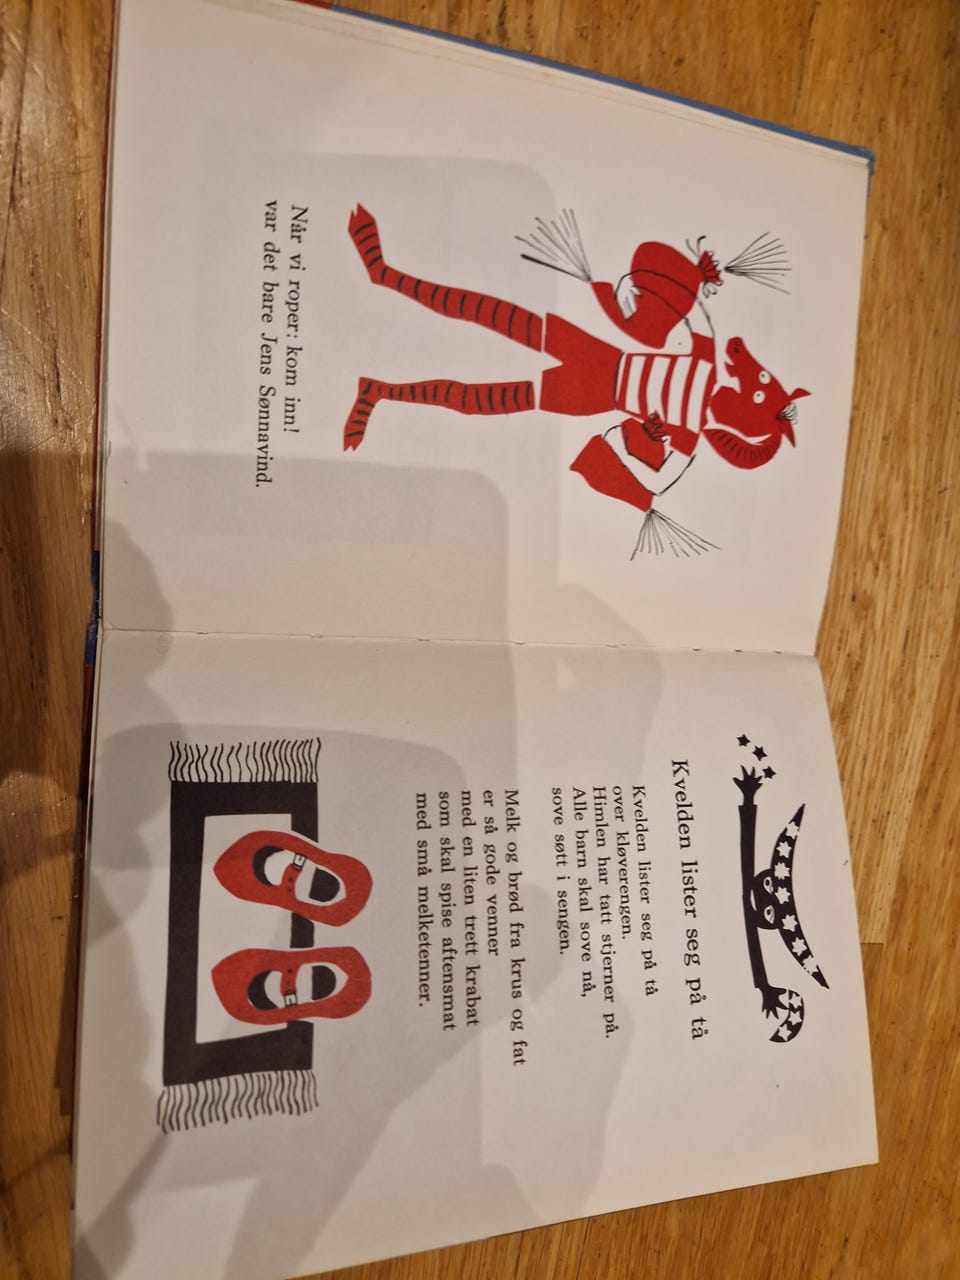 Når vi roper: kom inn!
var det bare Jens Sønnavind.
Kvelden lister seg på tå
Kvelden lister seg på tå
over kløverengen.
Himlen har tatt stjerner på.
Alle barn skal sove nå,
sove søtt i sengen.
Melk og brød fra krus og fat
er så gode venner
med en liten trett krabat
som skal spise aftensmat
med små melketenner.